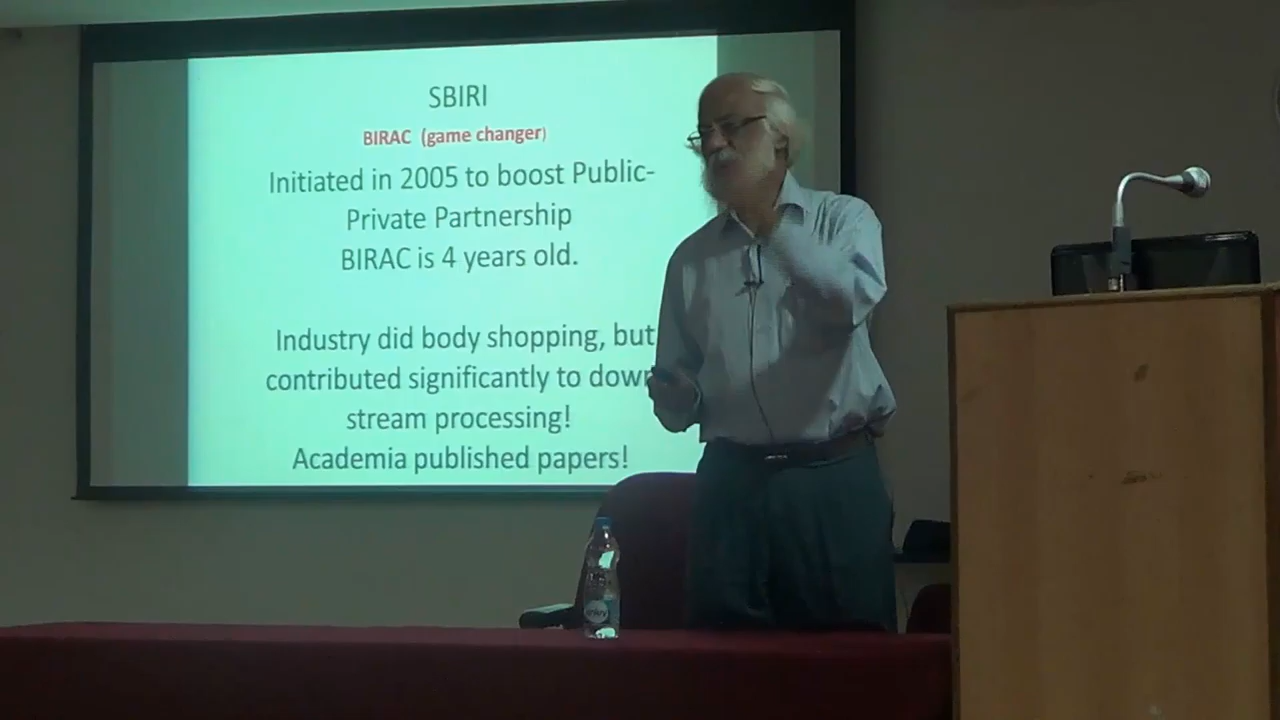 SBIRI
BIRAC (game changer)
Initiated in 2005 to boost Public-
Private Partnership
BIRAC is 4 years old.
Industry did body shopping, but
contributed significantly to down
stream processing!
Academia published papers!